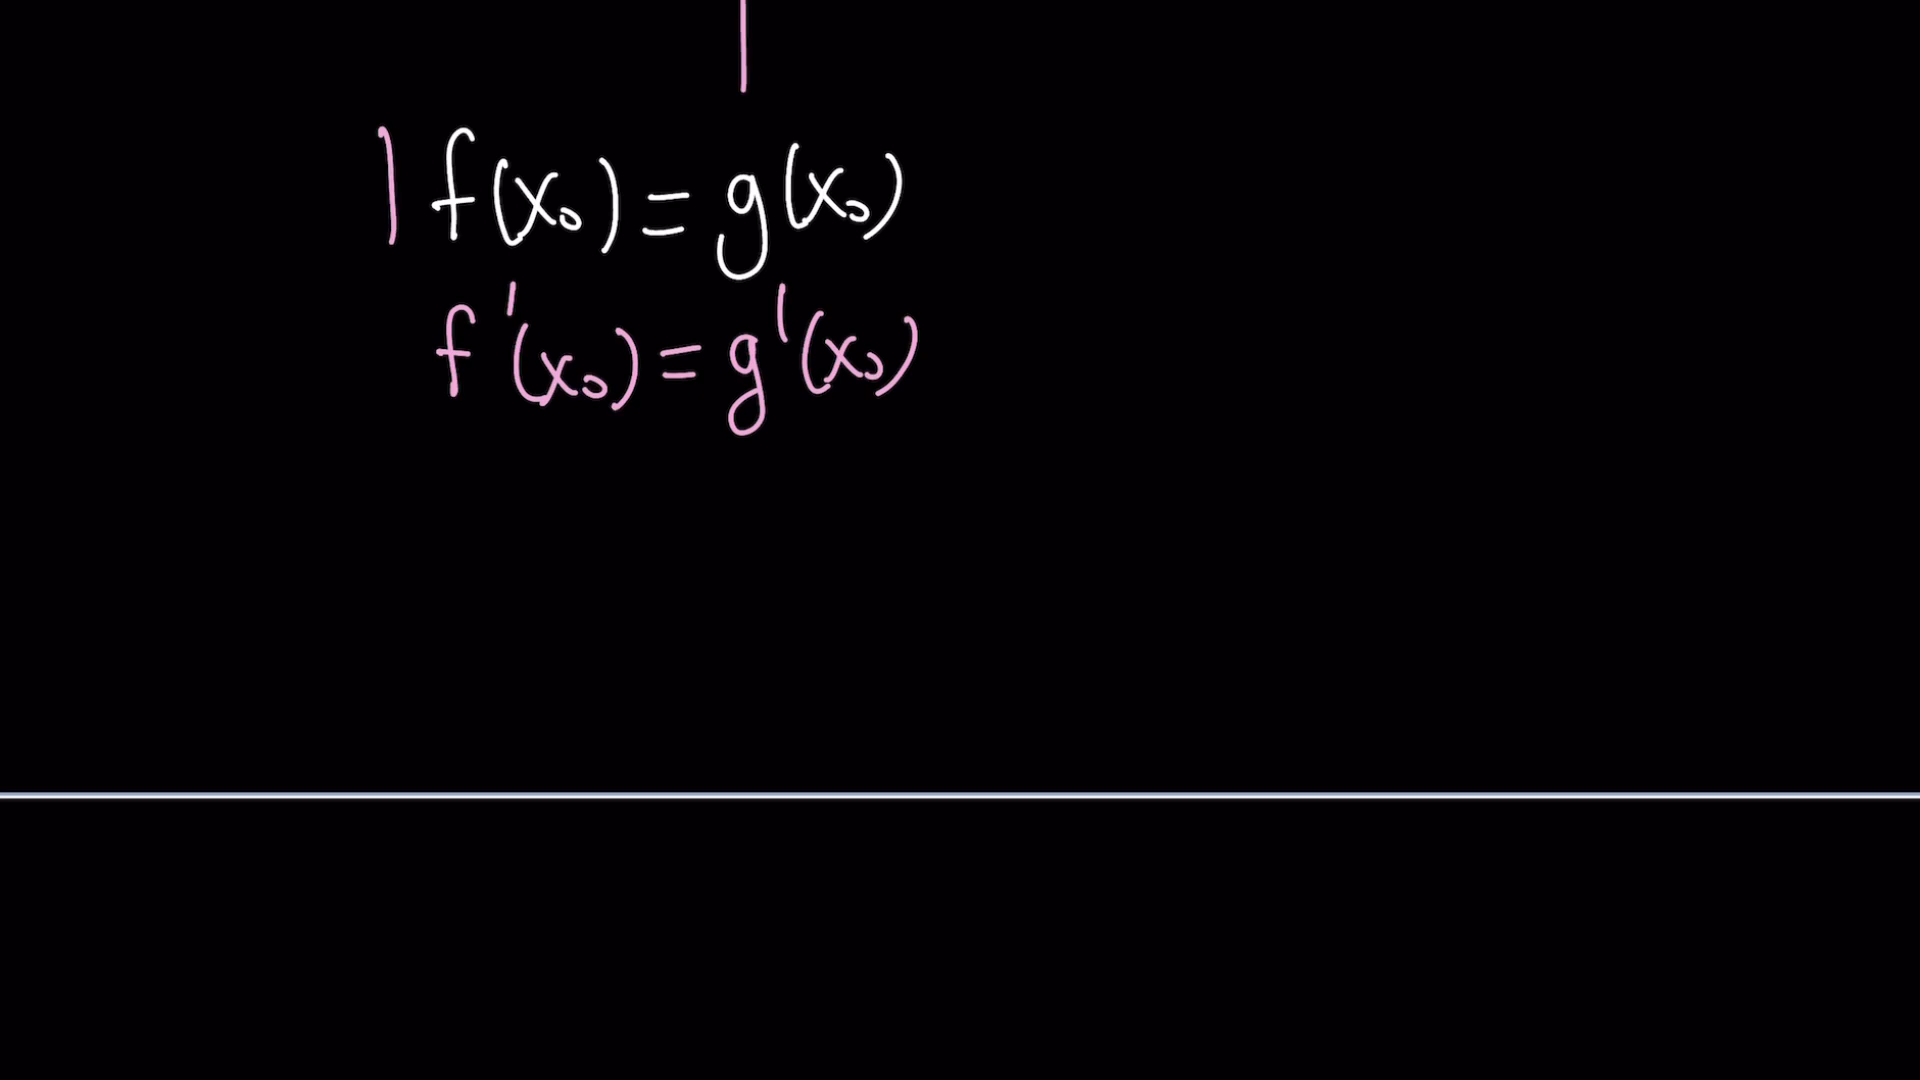 f(x₀) = g(x₀)
f'(x₀) = g'(x₀)